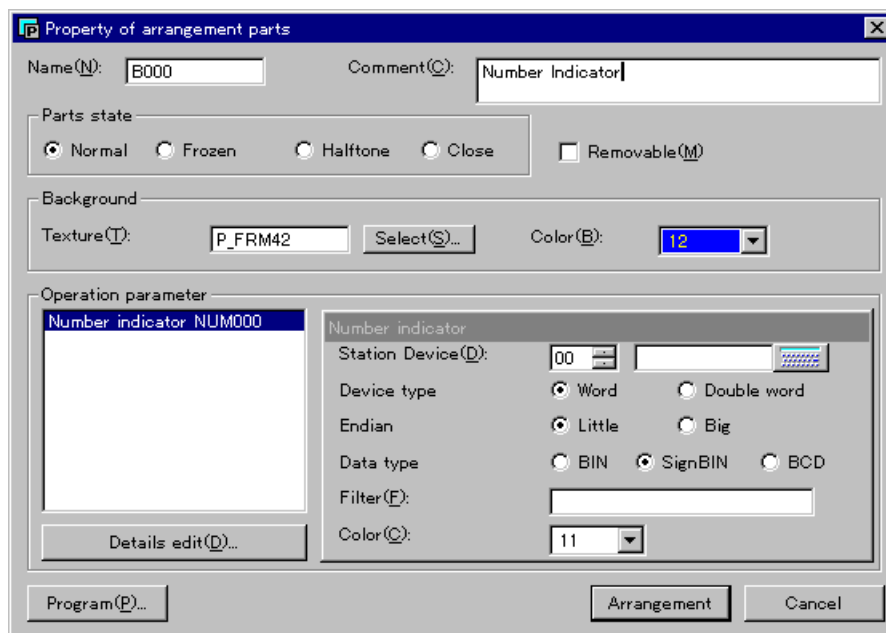 Property of arrangement parts
Name(N): B000 Comment(C): Number Indicator
Parts state
Normal Frozen Halftone Close Removable(M)
Background
Texture(T): P_FRM42 Select(S)... Color(B): 12
Operation parameter
Number indicator NUM000
Number indicator
Station Device(D): 00
Device type Word Double word
Endian Little Big
Data type BIN SignBIN BCD
Filter(F):
Color(C): 11
Details edit(D)...
Program(P)... Arrangement Cancel